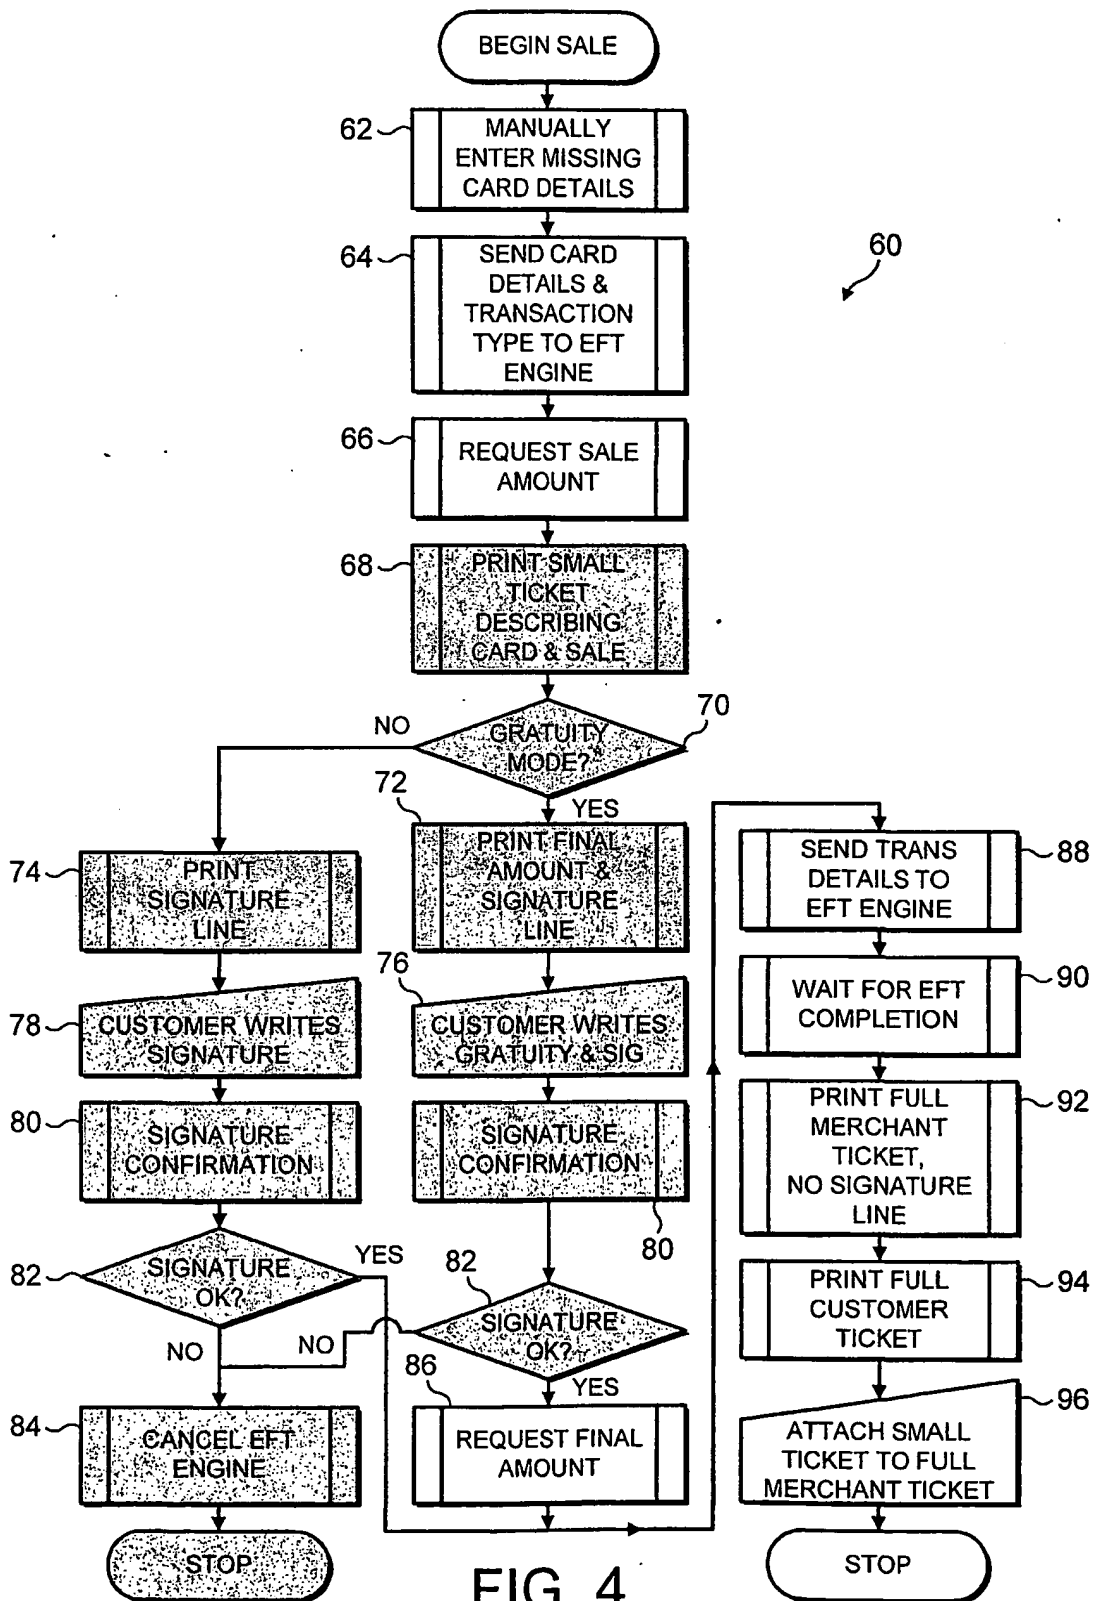 BEGIN SALE
62
MANUALLY
ENTER MISSING
CARD DETAILS
64
SEND CARD
DETAILS &
TRANSACTION
TYPE TO EFT
ENGINE
60
66
REQUEST SALE
AMOUNT
68
PRINT SMALL
TICKET
DESCRIBING
CARD & SALE
70
GRATUITY
MODE?
NO
YES
72
PRINT FINAL
AMOUNT &
SIGNATURE
LINE
74
PRINT
SIGNATURE
LINE
76
CUSTOMER WRITES
GRATUITY & SIG
78
CUSTOMER WRITES
SIGNATURE
80
SIGNATURE
CONFIRMATION
SIGNATURE
CONFIRMATION
80
82
SIGNATURE
OK?
YES
NO
82
SIGNATURE
OK?
NO
YES
84
CANCEL EFT
ENGINE
STOP
86
REQUEST FINAL
AMOUNT
88
SEND TRANS
DETAILS TO
EFT ENGINE
90
WAIT FOR EFT
COMPLETION
92
PRINT FULL
MERCHANT
TICKET,
NO SIGNATURE
LINE
94
PRINT FULL
CUSTOMER
TICKET
96
ATTACH SMALL
TICKET TO FULL
MERCHANT TICKET
STOP
FIG. 4